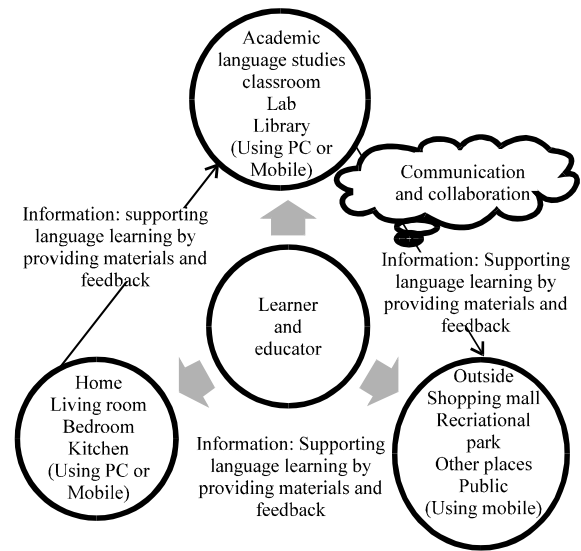 Academic
language studies
classroom
Lab
Library
(Using PC or
Mobile)
Communication
and collaboration
Information: supporting
language learning by
providing materials and
feedback
Information: Supporting
language learning by
providing materials and
feedback
Learner
and
educator
Home
Living room
Bedroom
Kitchen
(Using PC or
Mobile)
Information: Supporting
language learning by
providing materials and
feedback
Outside
Shopping mall
Recriational
park
Other places
Public
(Using mobile)